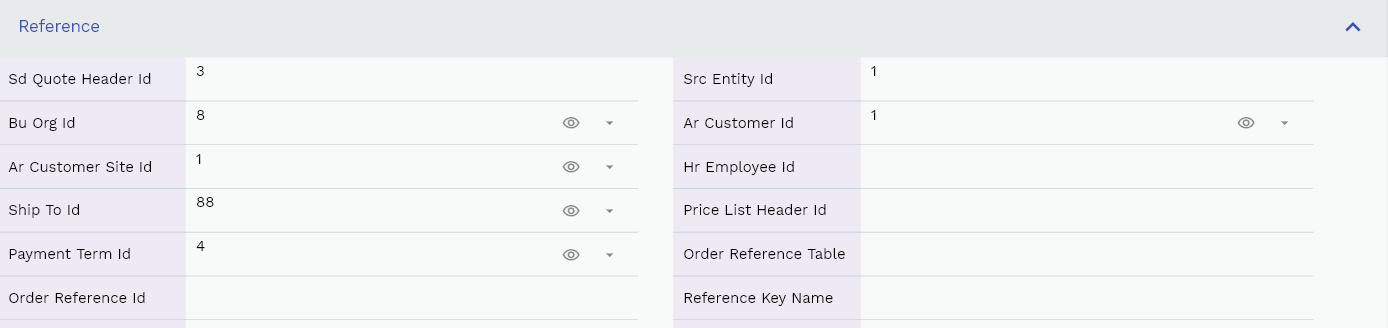 Reference
Sd Quote Header Id 3 Src Entity Id 1
Bu Org Id 8 Ar Customer Id 1
Ar Customer Site Id 1 Hr Employee Id
Ship To Id 88 Price List Header Id
Payment Term Id 4 Order Reference Table
Order Reference Id Reference Key Name